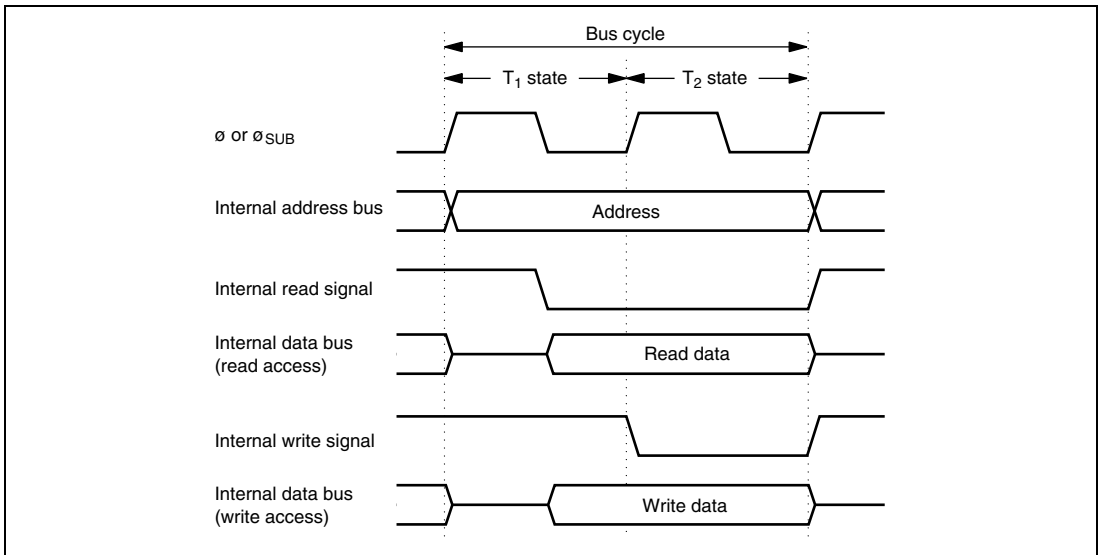 Bus cycle
T1 state
T2 state
ø or øSUB
Internal address bus
Address
Internal read signal
Internal data bus
(read access)
Read data
Internal write signal
Internal data bus
(write access)
Write data